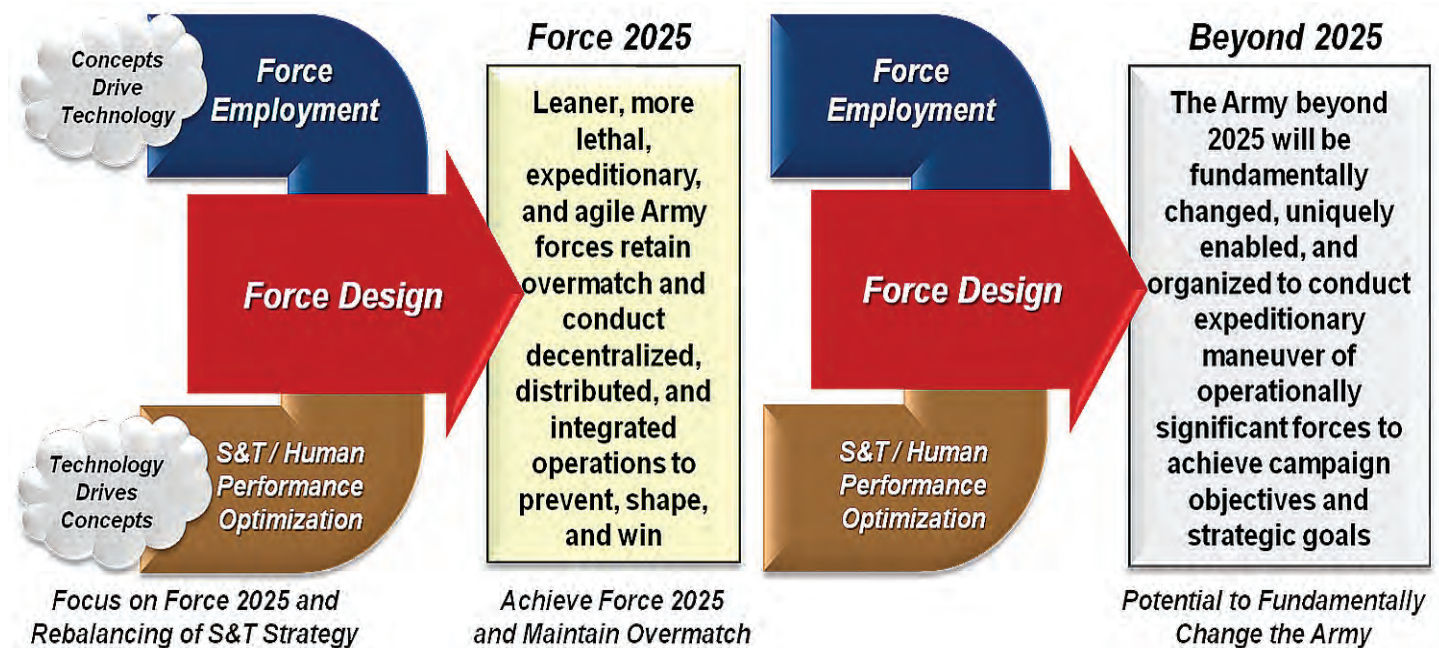 Concepts
Drive
Technology
Force
Employment
Force Design
Technology
Drives
Concepts
S&T / Human
Performance
Optimization
Focus on Force 2025 and
Rebalancing of S&T Strategy
Force 2025
Leaner, more
lethal,
expeditionary,
and agile Army
forces retain
overmatch and
conduct
decentralized,
distributed, and
integrated
operations to
prevent, shape,
and win
Achieve Force 2025
and Maintain Overmatch
Force
Employment
Force Design
S&T / Human
Performance
Optimization
Beyond 2025
The Army beyond
2025 will be
fundamentally
changed, uniquely
enabled, and
organized to conduct
expeditionary
maneuver of
operationally
significant forces to
achieve campaign
objectives and
strategic goals
Potential to Fundamentally
Change the Army